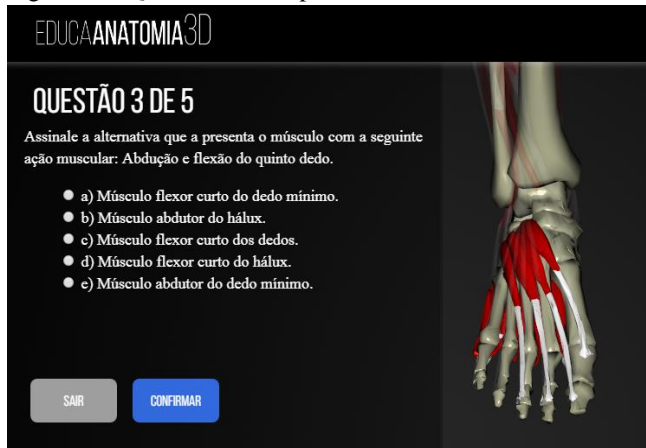 EDUCAANATOMIA3D
QUESTÃO 3 DE 5
Assinale a alternativa que a presenta o músculo com a seguinte
ação muscular: Abdução e flexão do quinto dedo.
a) Músculo flexor curto do dedo mínimo.
b) Músculo abdutor do hálux.
c) Músculo flexor curto dos dedos.
d) Músculo flexor curto do hálux.
e) Músculo abdutor do dedo mínimo.
SAIR
CONFIRMAR